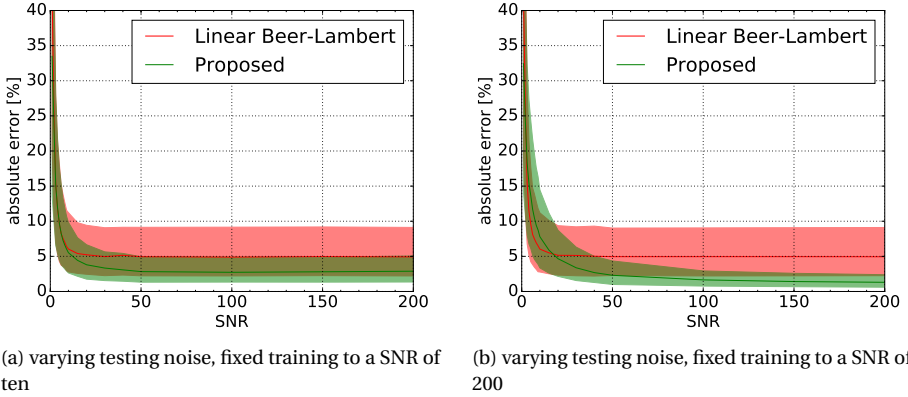 40
35
30
25
20
15
10
5
0
absolute error [%]
Linear Beer-Lambert
Proposed
0 50 100 150 200
SNR
(a) varying testing noise, fixed training to a SNR of
ten
40
35
30
25
20
15
10
5
0
absolute error [%]
Linear Beer-Lambert
Proposed
0 50 100 150 200
SNR
(b) varying testing noise, fixed training to a SNR of
200